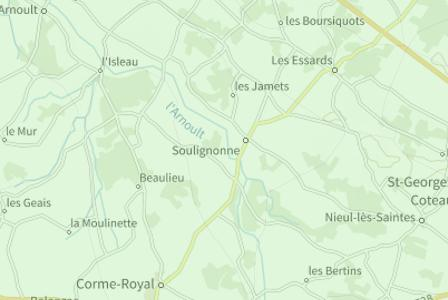 Arnoult
les Boursiquots
l'Isleau
Les Essards
les Jamets
l'Arnoult
le Mur
Soulignonne
Beaulieu
St-George
Coteau
les Geais
la Moulinette
Nieul-lès-Saintes
les Bertins
Corme-Royal